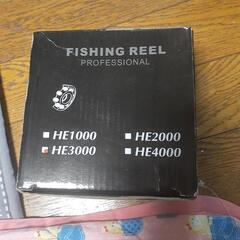 FISHING REEL
PROFESSIONAL
HE1000 HE2000
HE3000 HE4000